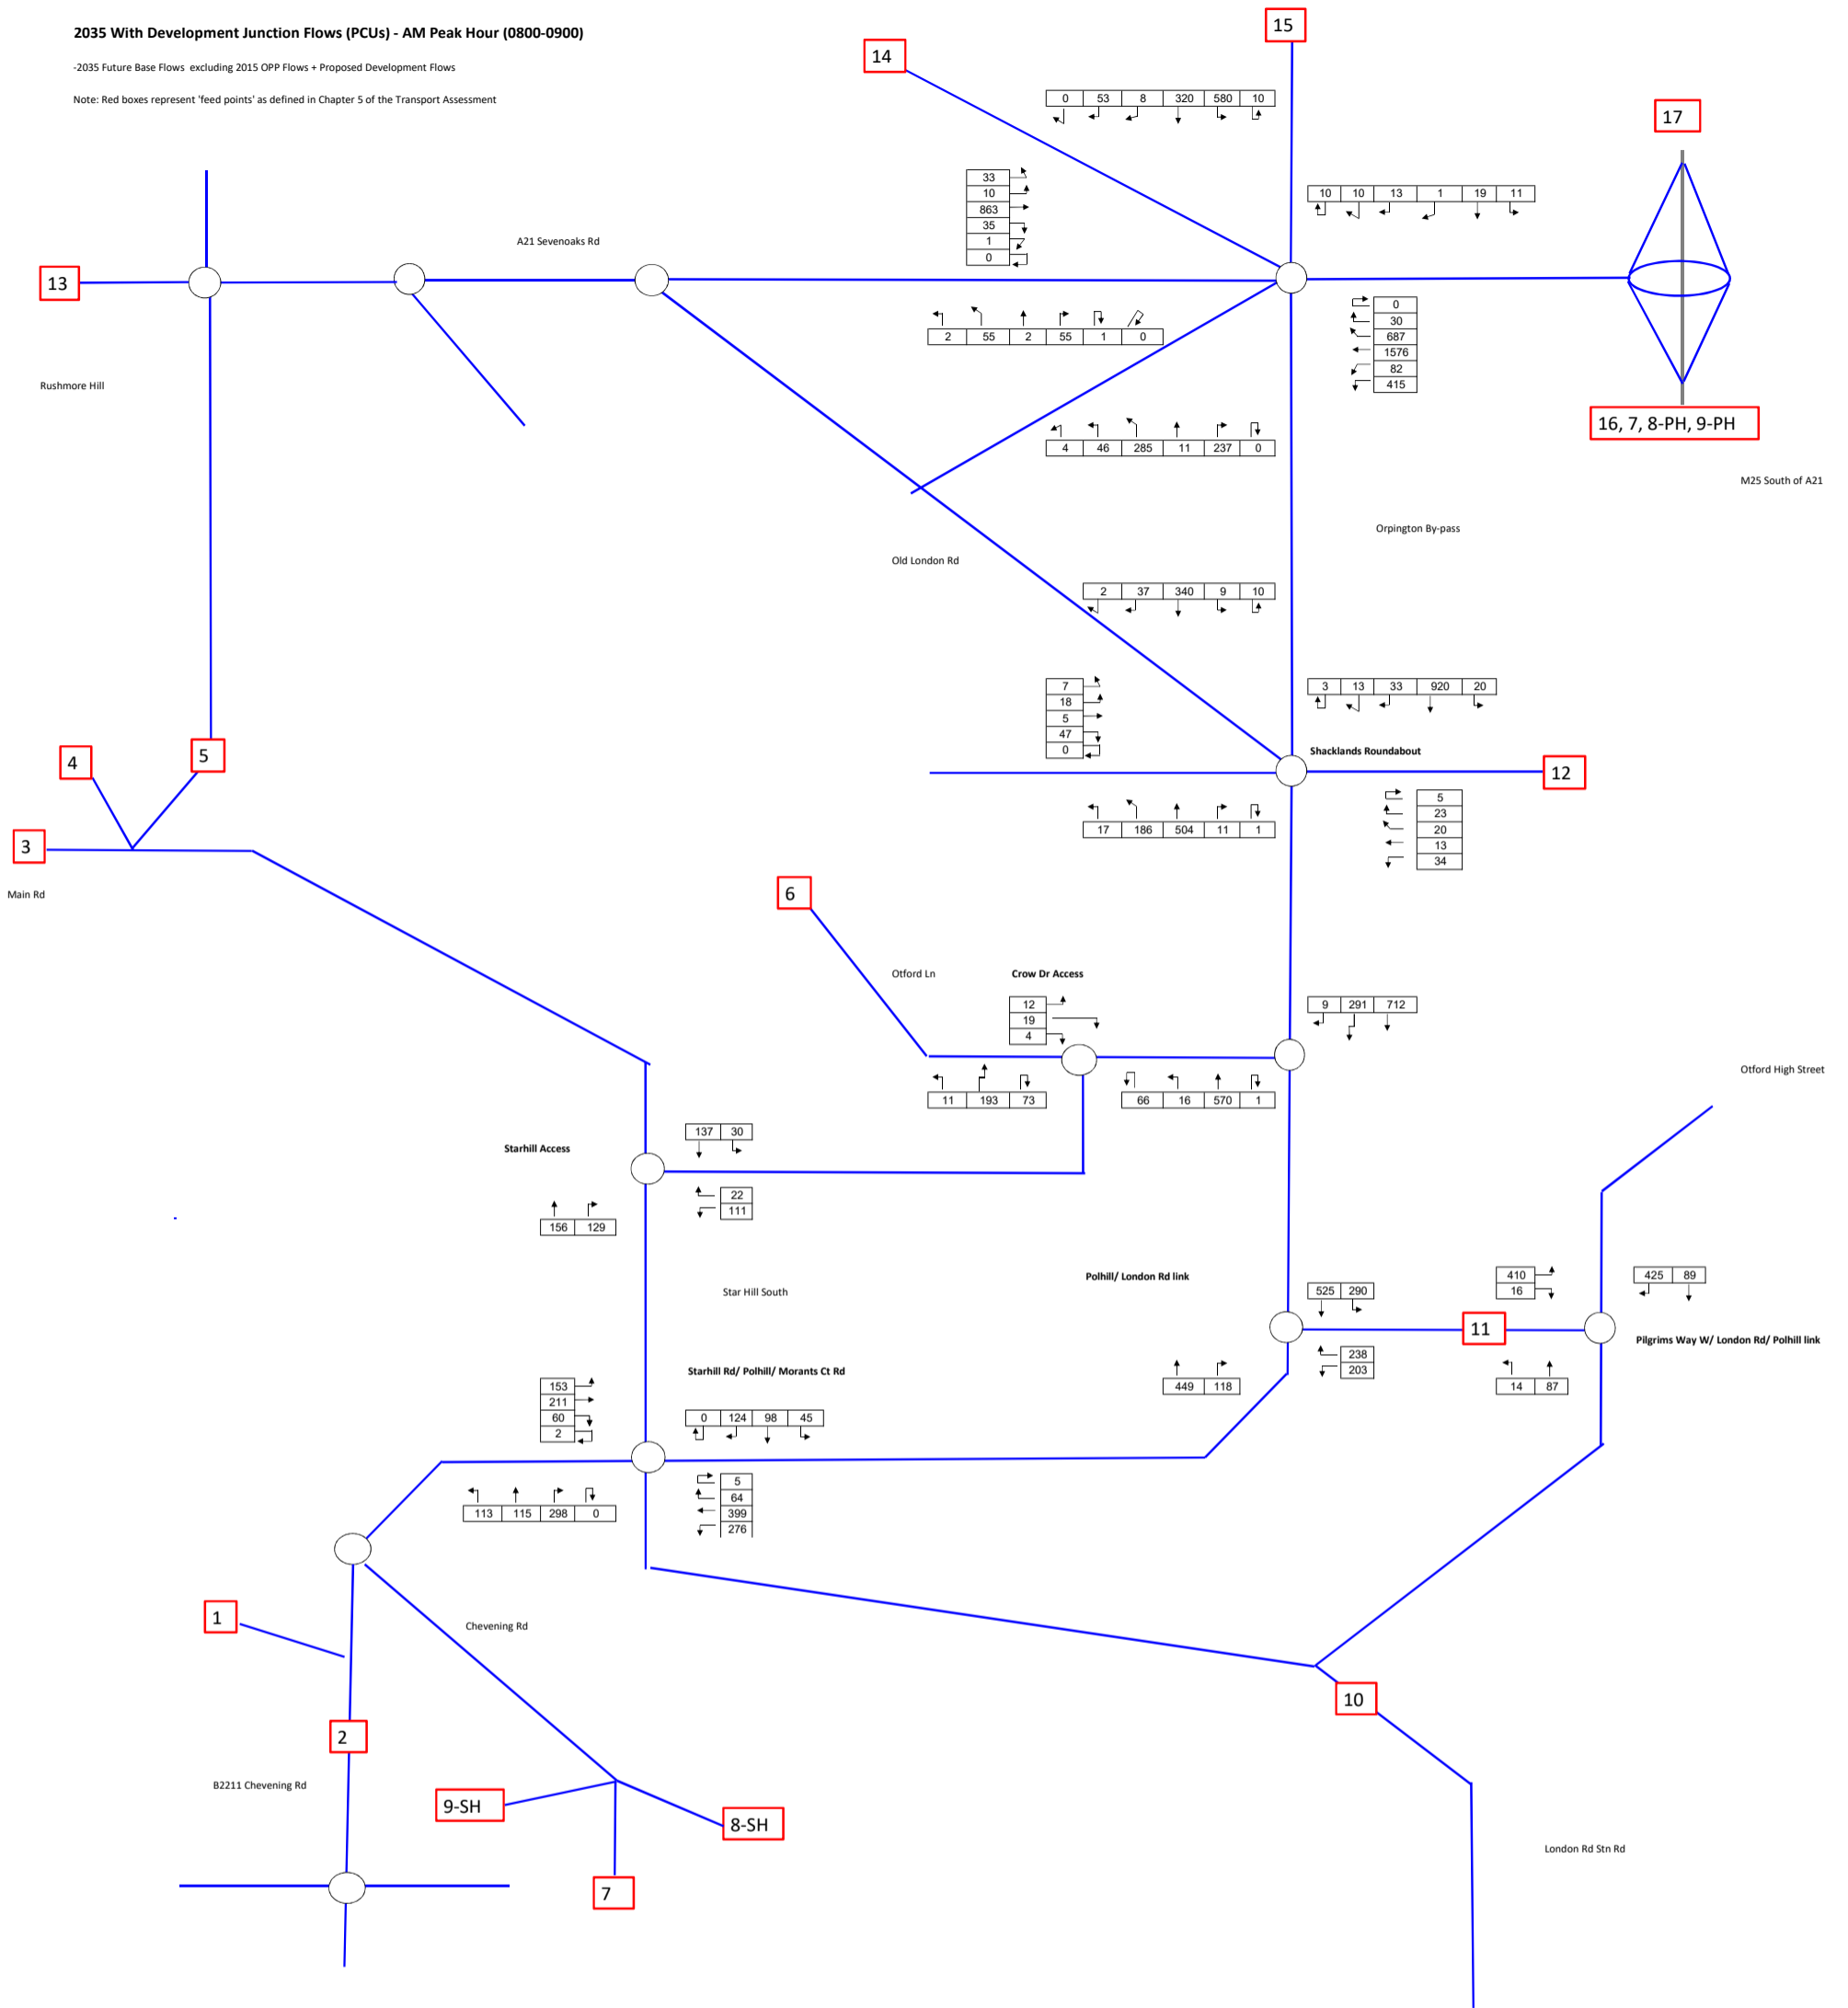 2035 With Development Junction Flows (PCUs) - AM Peak Hour (0800-0900)
-2035 Future Base Flows excluding 2015 OPP Flows + Proposed Development Flows
Note: Red boxes represent 'feed points' as defined in Chapter 5 of the Transport Assessment
15
14
0 53 8 320 580 10
17
33
10
863
35
1
0
10 10 13 1 19 11
A21 Sevenoaks Rd
13
2 55 2 55 1 0
0
30
687
1576
82
415
Rushmore Hill
16, 7, 8-PH, 9-PH
4 46 285 11 237 0
M25 South of A21
Orpington By-pass
Old London Rd
2 37 340 9 10
7
18
5
47
0
3 13 33 920 20
Shacklands Roundabout
4
5
12
17 186 504 11 1
5
23
20
13
34
3
Main Rd
6
Otford Ln
Crow Dr Access
12
19
4
9 291 712
Otford High Street
11 193 73
66 16 570 1
137 30
Starhill Access
22
111
156 129
Polhill/ London Rd link
Star Hill South
525 290
410
16
425 89
11
Pilgrims Way W/ London Rd/ Polhill link
238
203
449 118
14 87
Starhill Rd/ Polhill/ Morants Ct Rd
153
211
60
2
0 124 98 45
113 115 298 0
5
64
399
276
1
Chevening Rd
10
2
B2211 Chevening Rd
9-SH
8-SH
London Rd Stn Rd
7